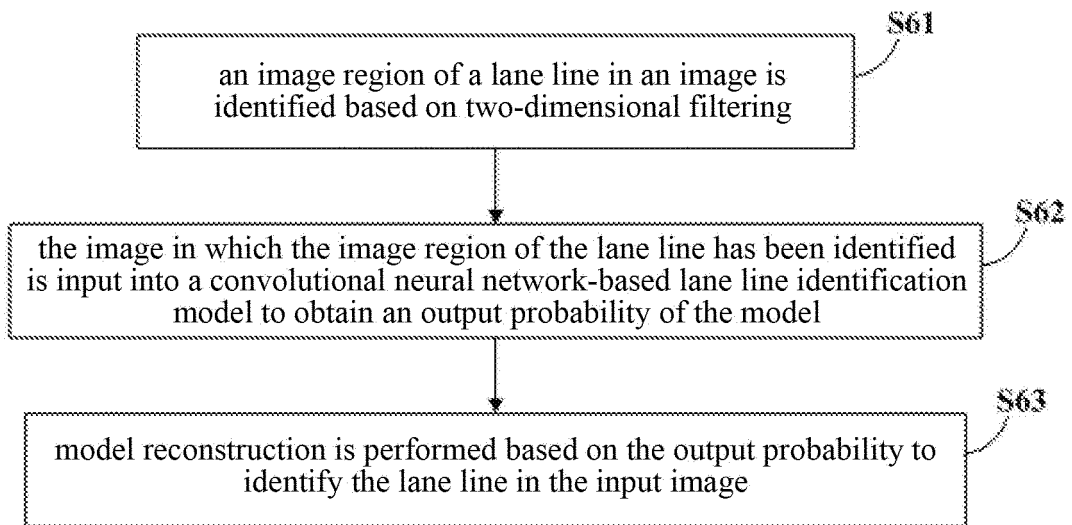 S61
an image region of a lane line in an image is
identified based on two-dimensional filtering
S62
the image in which the image region of the lane line has been identified
is input into a convolutional neural network-based lane line identification
model to obtain an output probability of the model
S63
model reconstruction is performed based on the output probability to
identify the lane line in the input image